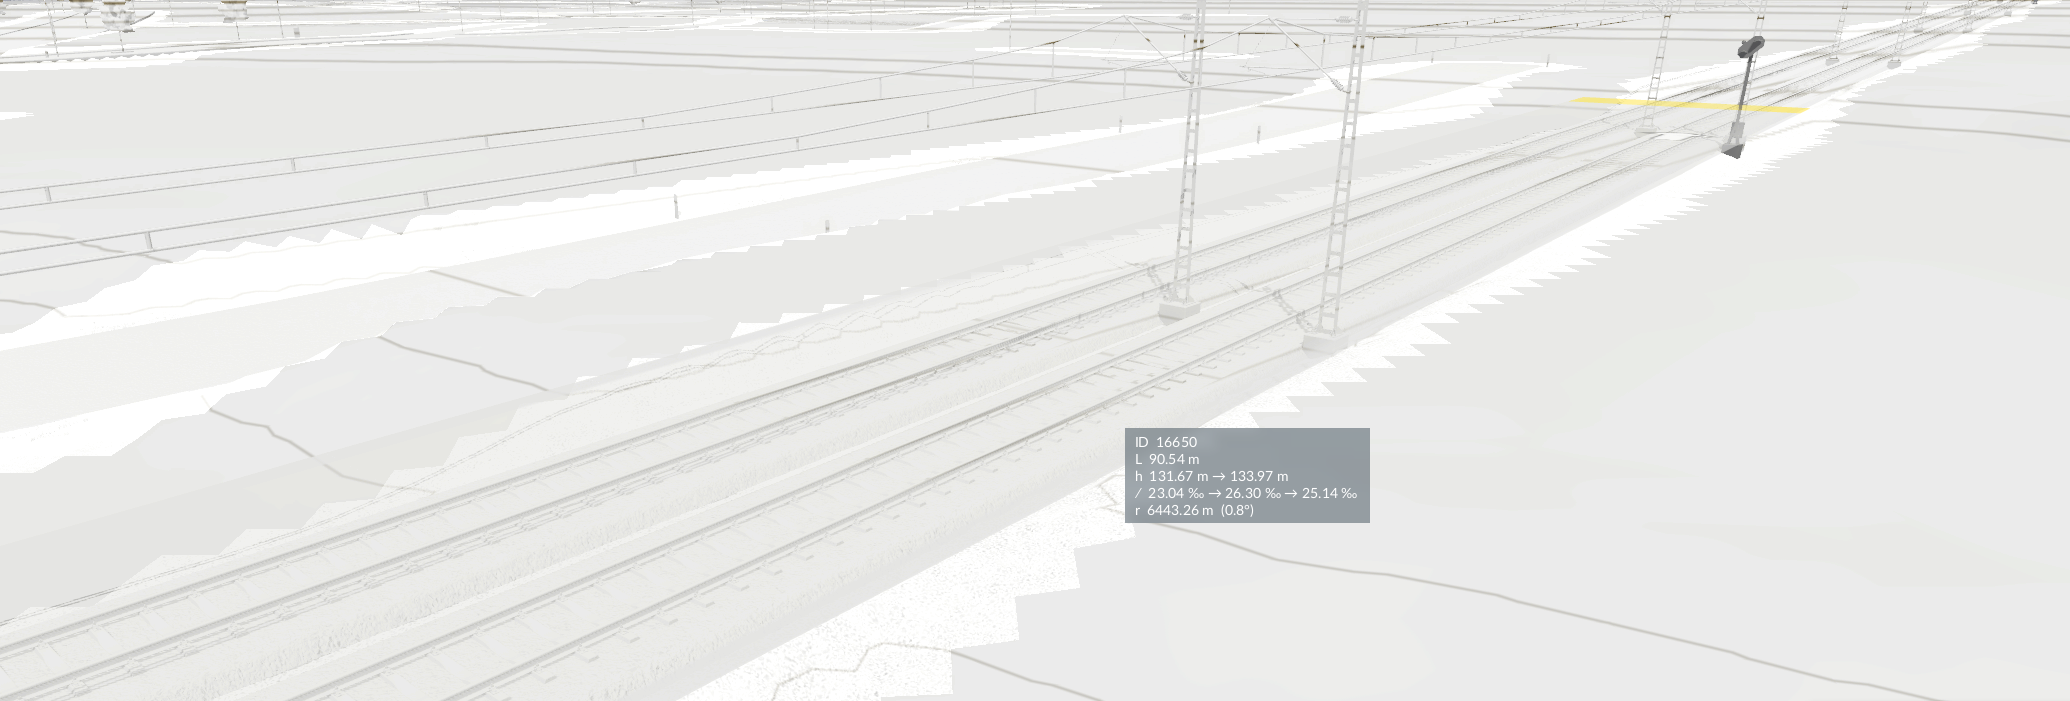 ID 16650
L 90.54 m
h 131.67 m → 133.97 m
/ 23.04 ‰ → 26.30 ‰ → 25.14 ‰
r 6443.26 m (0.8°)